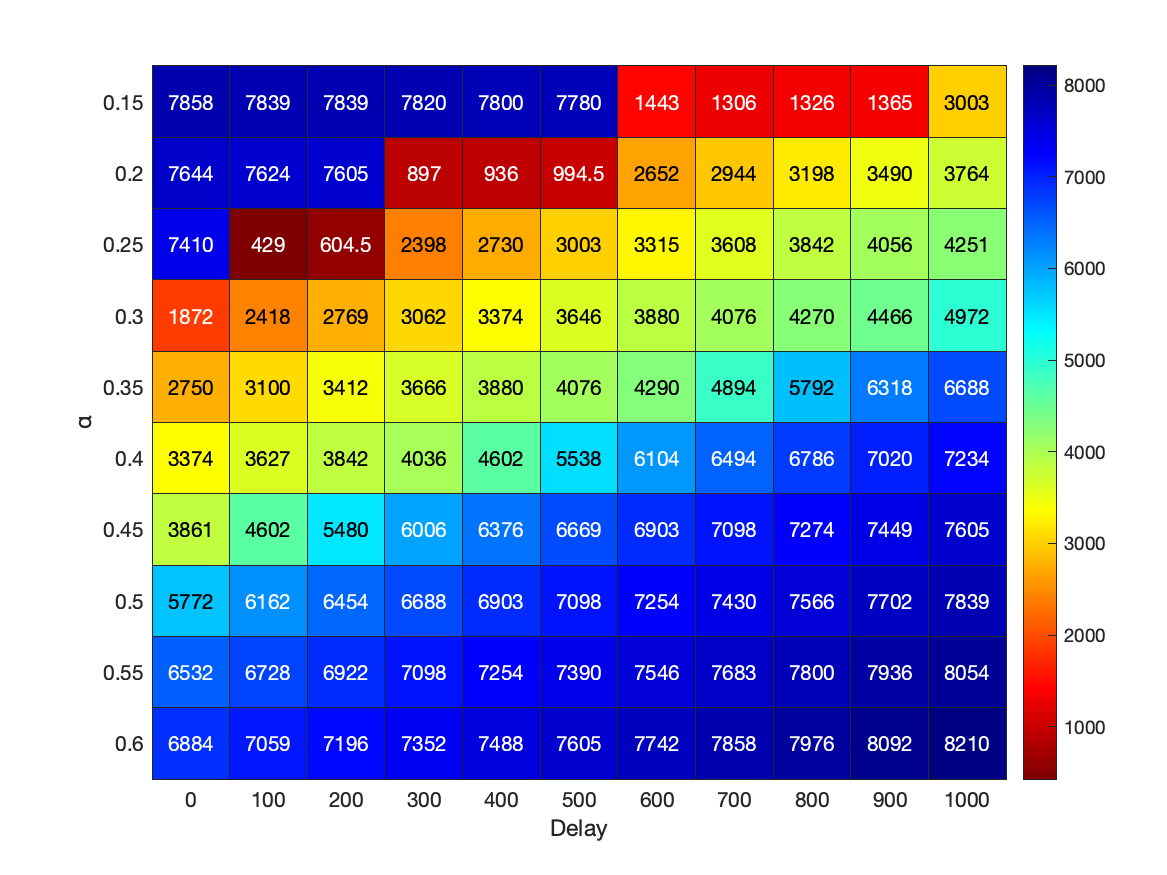 0.15 7858 7839 7839 7820 7800 7780 1443 1306 1326 1365 3003 8000
0.2 7644 7624 7605 897 936 994.5 2652 2944 3198 3490 3764 7000
0.25 7410 429 604.5 2398 2730 3003 3315 3608 3842 4056 4251 6000
0.3 1872 2418 2769 3062 3374 3646 3880 4076 4270 4466 4972 5000
0.35 2750 3100 3412 3666 3880 4076 4290 4894 5792 6318 6688
α
0.4 3374 3627 3842 4036 4602 5538 6104 6494 6786 7020 7234 4000
0.45 3861 4602 5480 6006 6376 6669 6903 7098 7274 7449 7605 3000
0.5 5772 6162 6454 6688 6903 7098 7254 7430 7566 7702 7839 2000
0.55 6532 6728 6922 7098 7254 7390 7546 7683 7800 7936 8054
0.6 6884 7059 7196 7352 7488 7605 7742 7858 7976 8092 8210 1000
0 100 200 300 400 500 600 700 800 900 1000
Delay